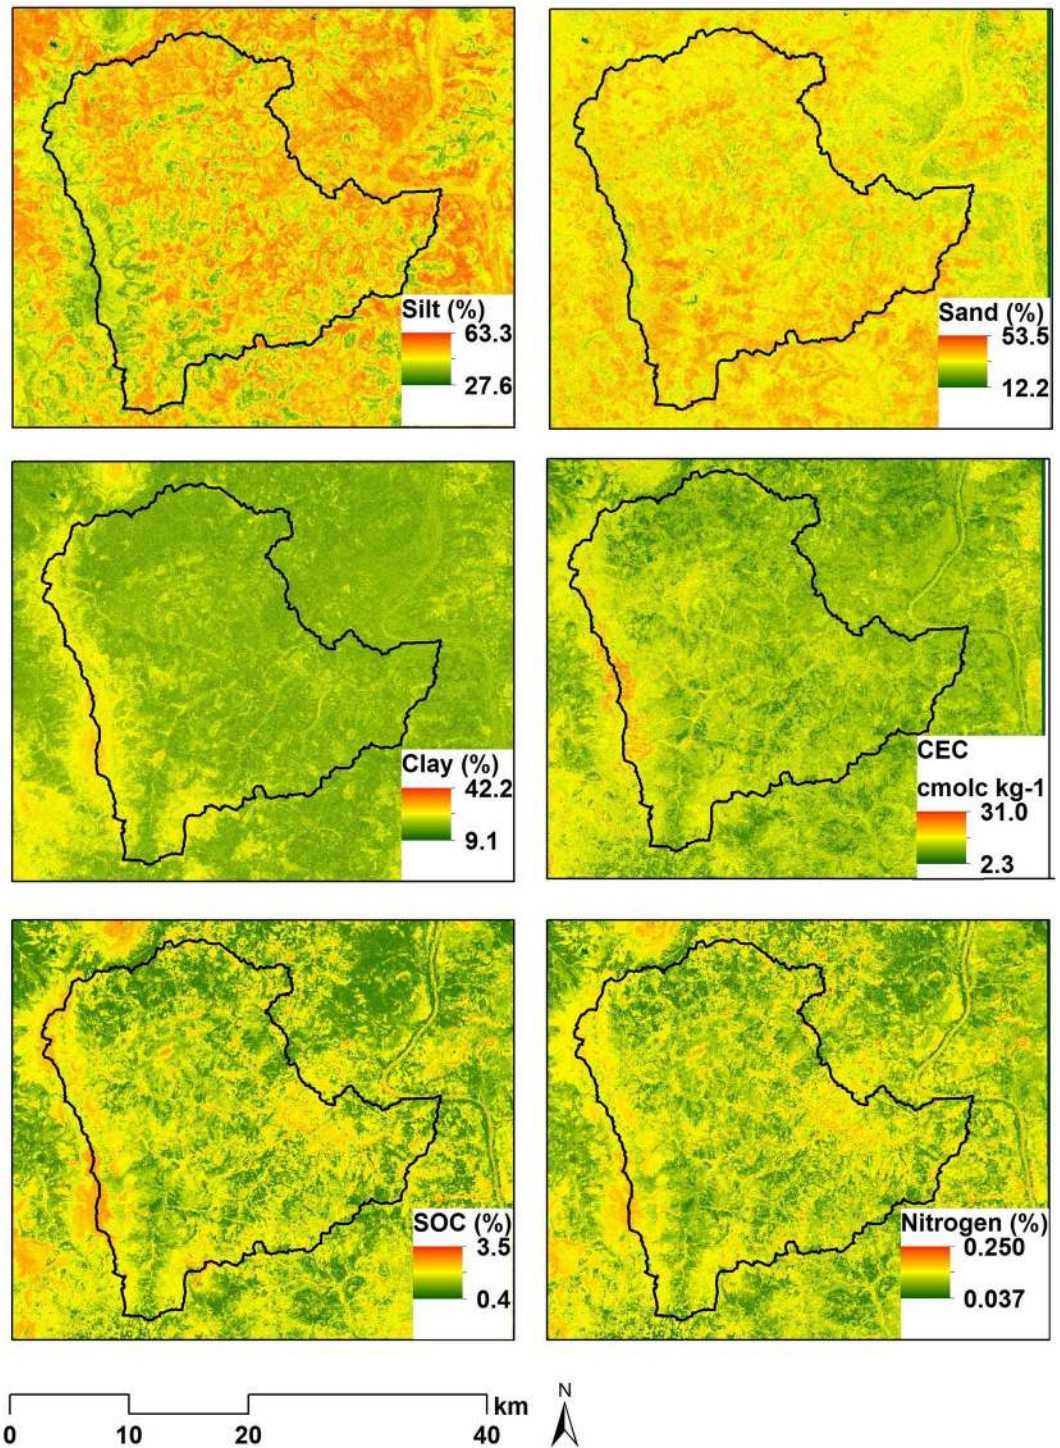 Silt (%)
63.3
27.6
Sand (%)
53.5
12.2
Clay (%)
42.2
9.1
CEC
cmolc kg-1
31.0
2.3
SOC (%)
3.5
0.4
Nitrogen (%)
0.250
0.037
km
0 10 20 40
N